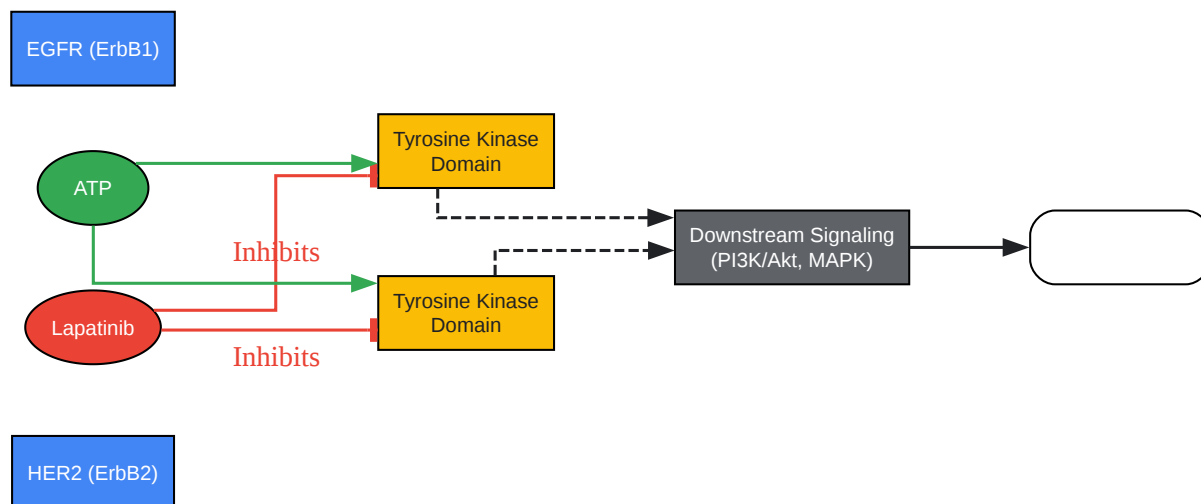 EGFR (ErbB1)
Tyrosine Kinase
Domain
ATP
Downstream Signaling
(PI3K/Akt, MAPK)
Inhibits
Tyrosine Kinase
Domain
Lapatinib
Inhibits
HER2 (ErbB2)